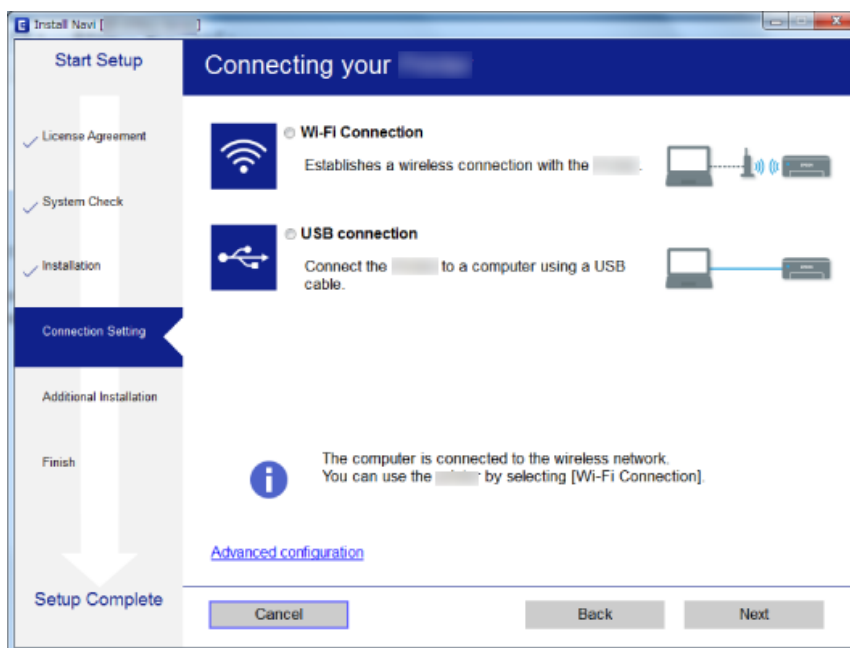 Install Navi [ ]
Start Setup
Connecting your
License Agreement
System Check
Installation
Connection Setting
Additional Installation
Finish
Setup Complete
Wi-Fi Connection
Establishes a wireless connection with the .
USB connection
Connect the to a computer using a USB
cable.
The computer is connected to the wireless network.
You can use the by selecting [Wi-Fi Connection].
Advanced configuration
Cancel
Back
Next